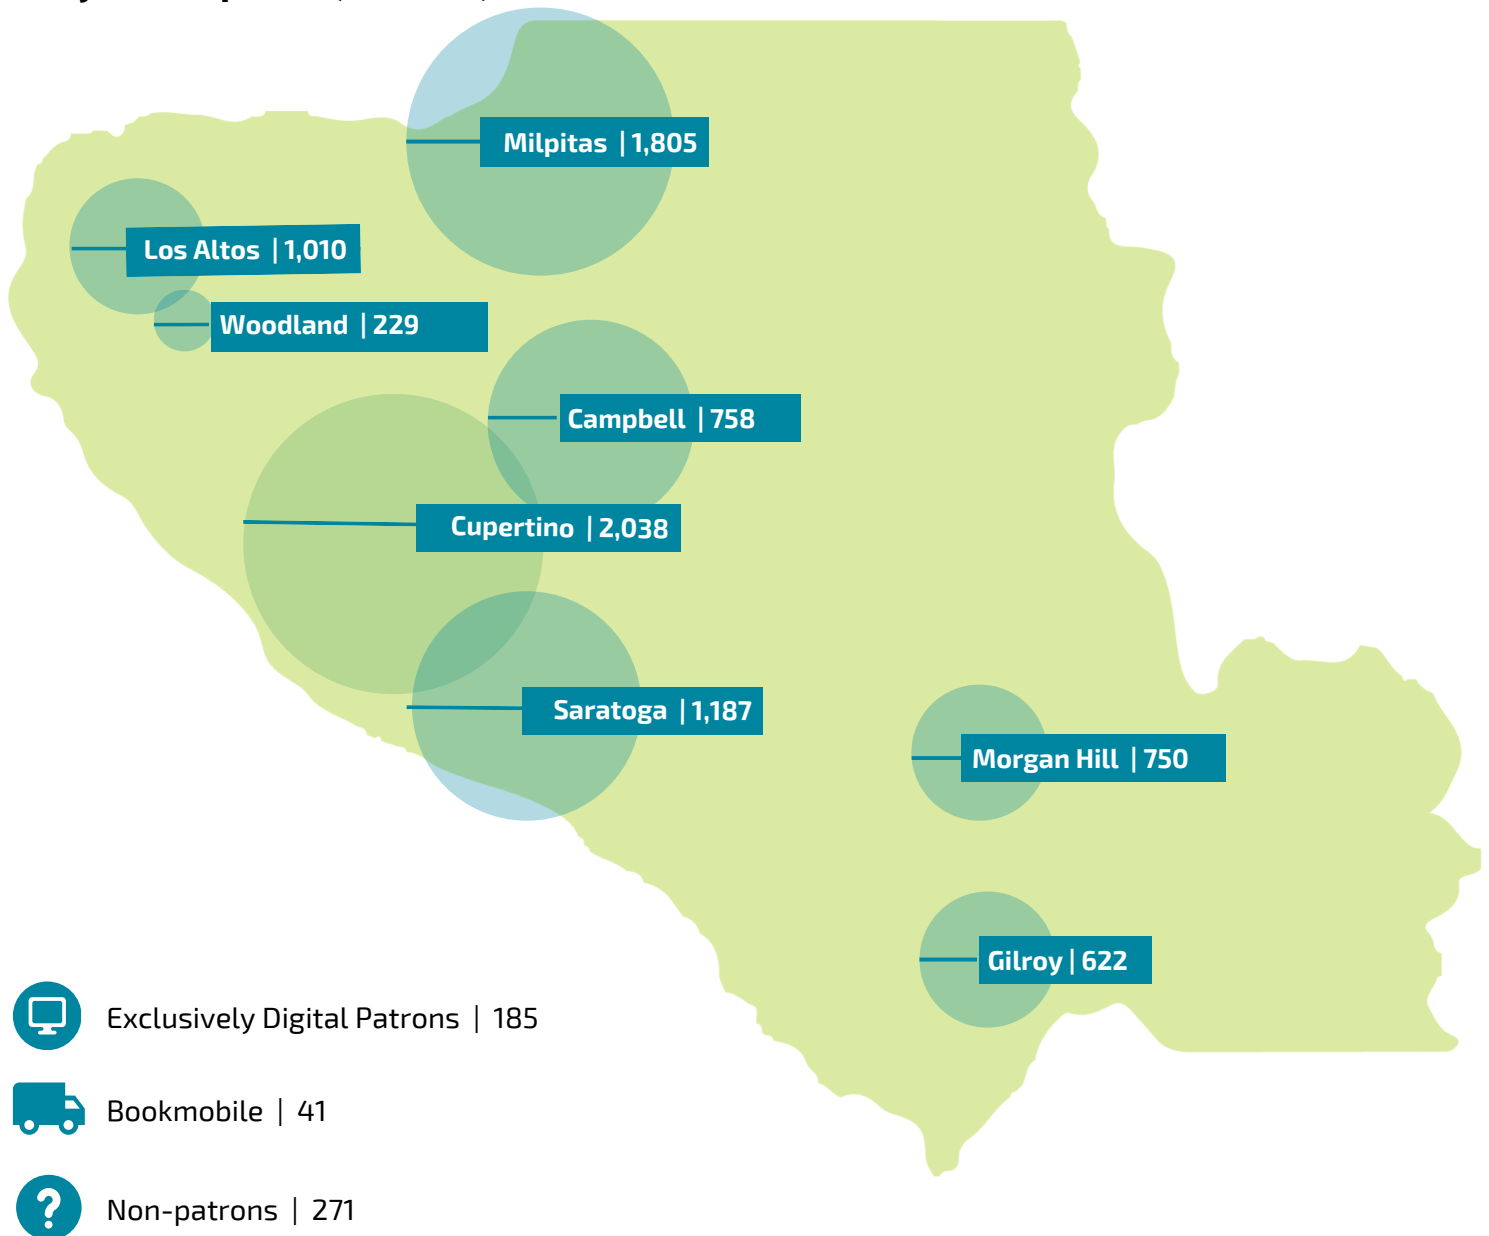 Milpitas | 1,805
Los Altos | 1,010
Woodland | 229
Campbell | 758
Cupertino | 2,038
Saratoga | 1,187
Morgan Hill | 750
Gilroy | 622
Exclusively Digital Patrons | 185
Bookmobile | 41
Non-patrons | 271
?